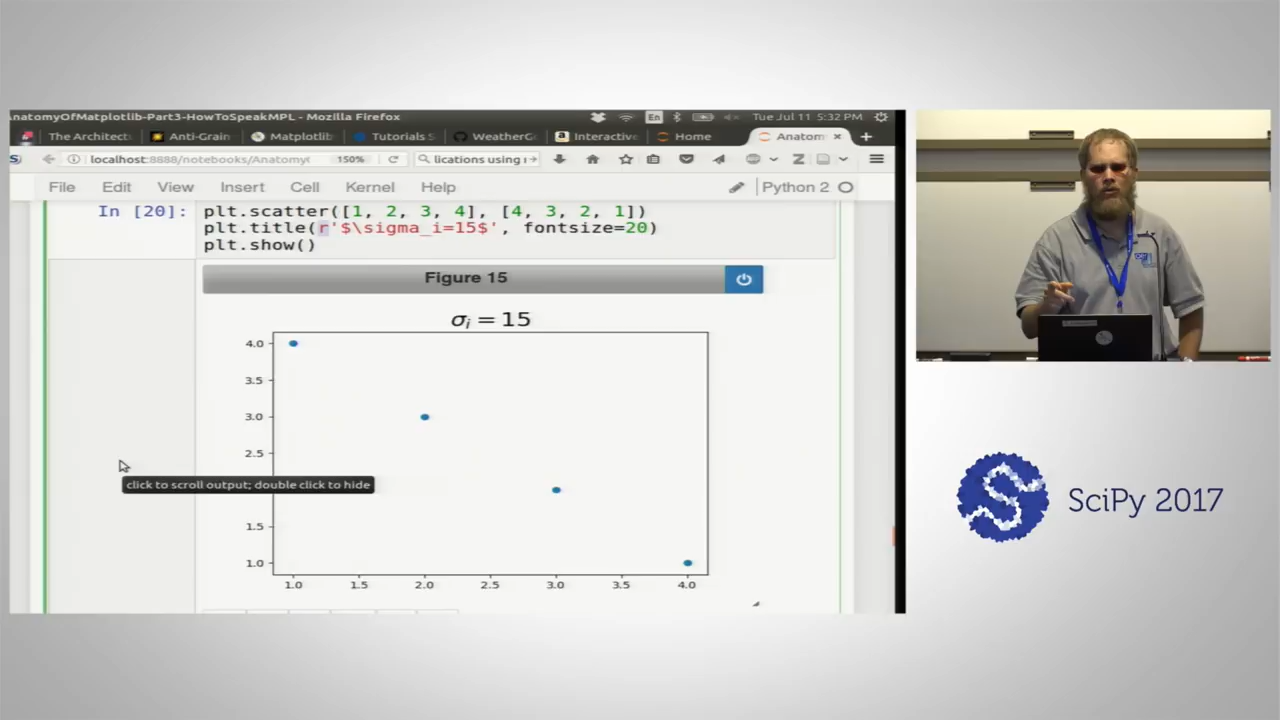 AnatomyOfMatplotlib-Part3-HowToSpeakMPL - Mozilla Firefox
En
Tue Jul 11 5:32 PM
The Architect
Anti-Grain
Matplotlib
Tutorials S
WeatherGe
Interactive
Home
Anatom
localhost:8888/notebooks/Anatomy
150%
lications using
File Edit View Insert Cell Kernel Help
Python 2
In [20]: plt.scatter([1, 2, 3, 4], [4, 3, 2, 1])
plt.title(r'$\sigma_i=15$', fontsize=20)
plt.show()
Figure 15
σᵢ = 15
4.0
3.5
3.0
2.5
click to scroll output; double click to hide
1.5
1.0
1.0 1.5 2.0 2.5 3.0 3.5 4.0
SciPy 2017